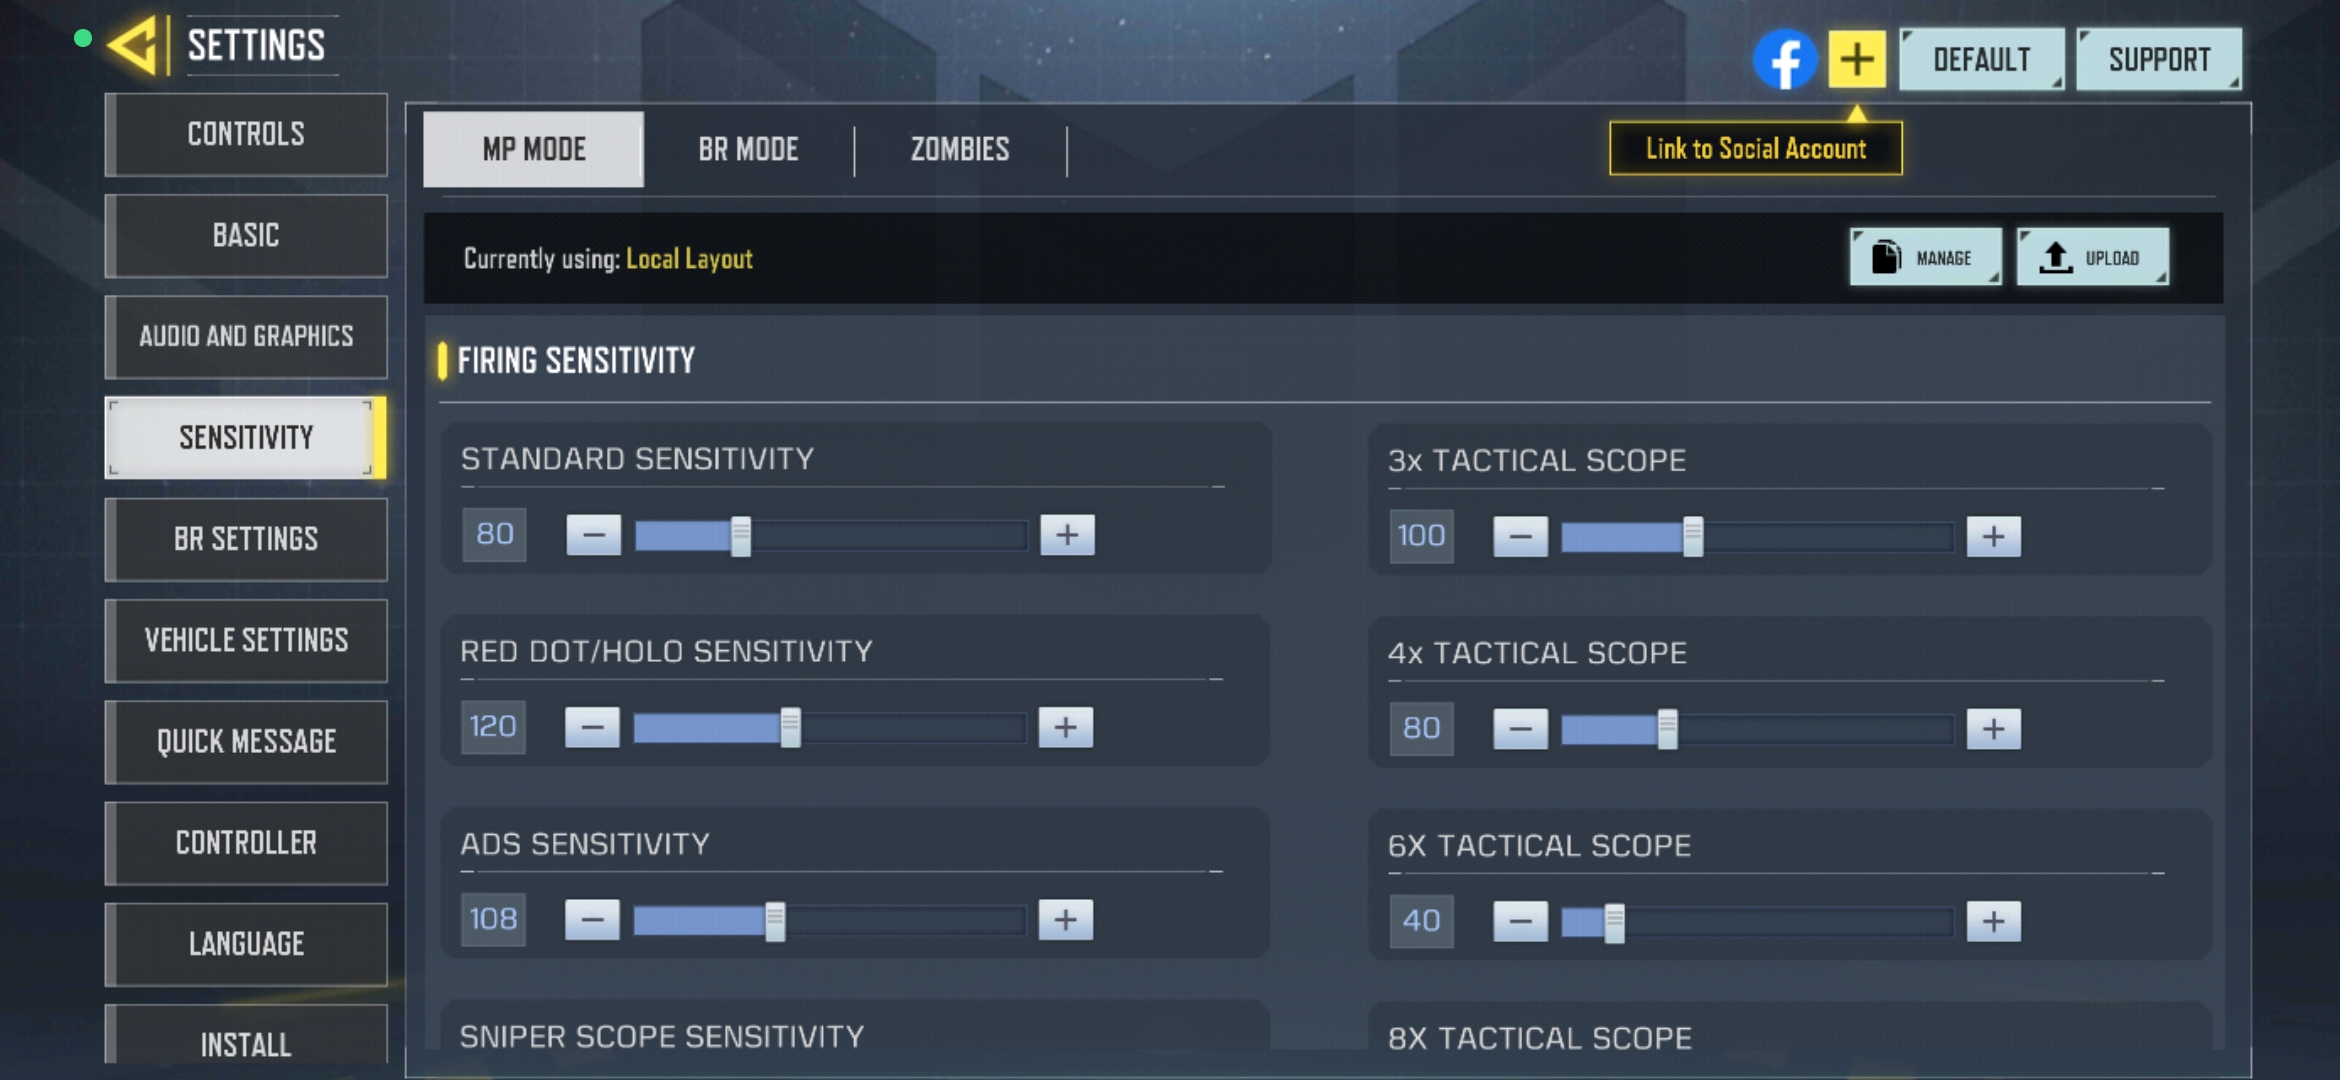 SETTINGS
DEFAULT
SUPPORT
Link to Social Account
CONTROLS
BASIC
AUDIO AND GRAPHICS
SENSITIVITY
BR SETTINGS
VEHICLE SETTINGS
QUICK MESSAGE
CONTROLLER
LANGUAGE
INSTALL
MP MODE
BR MODE
ZOMBIES
Currently using: Local Layout
MANAGE
UPLOAD
FIRING SENSITIVITY
STANDARD SENSITIVITY
80
3x TACTICAL SCOPE
100
RED DOT/HOLO SENSITIVITY
120
4x TACTICAL SCOPE
80
ADS SENSITIVITY
108
6X TACTICAL SCOPE
40
SNIPER SCOPE SENSITIVITY
8X TACTICAL SCOPE